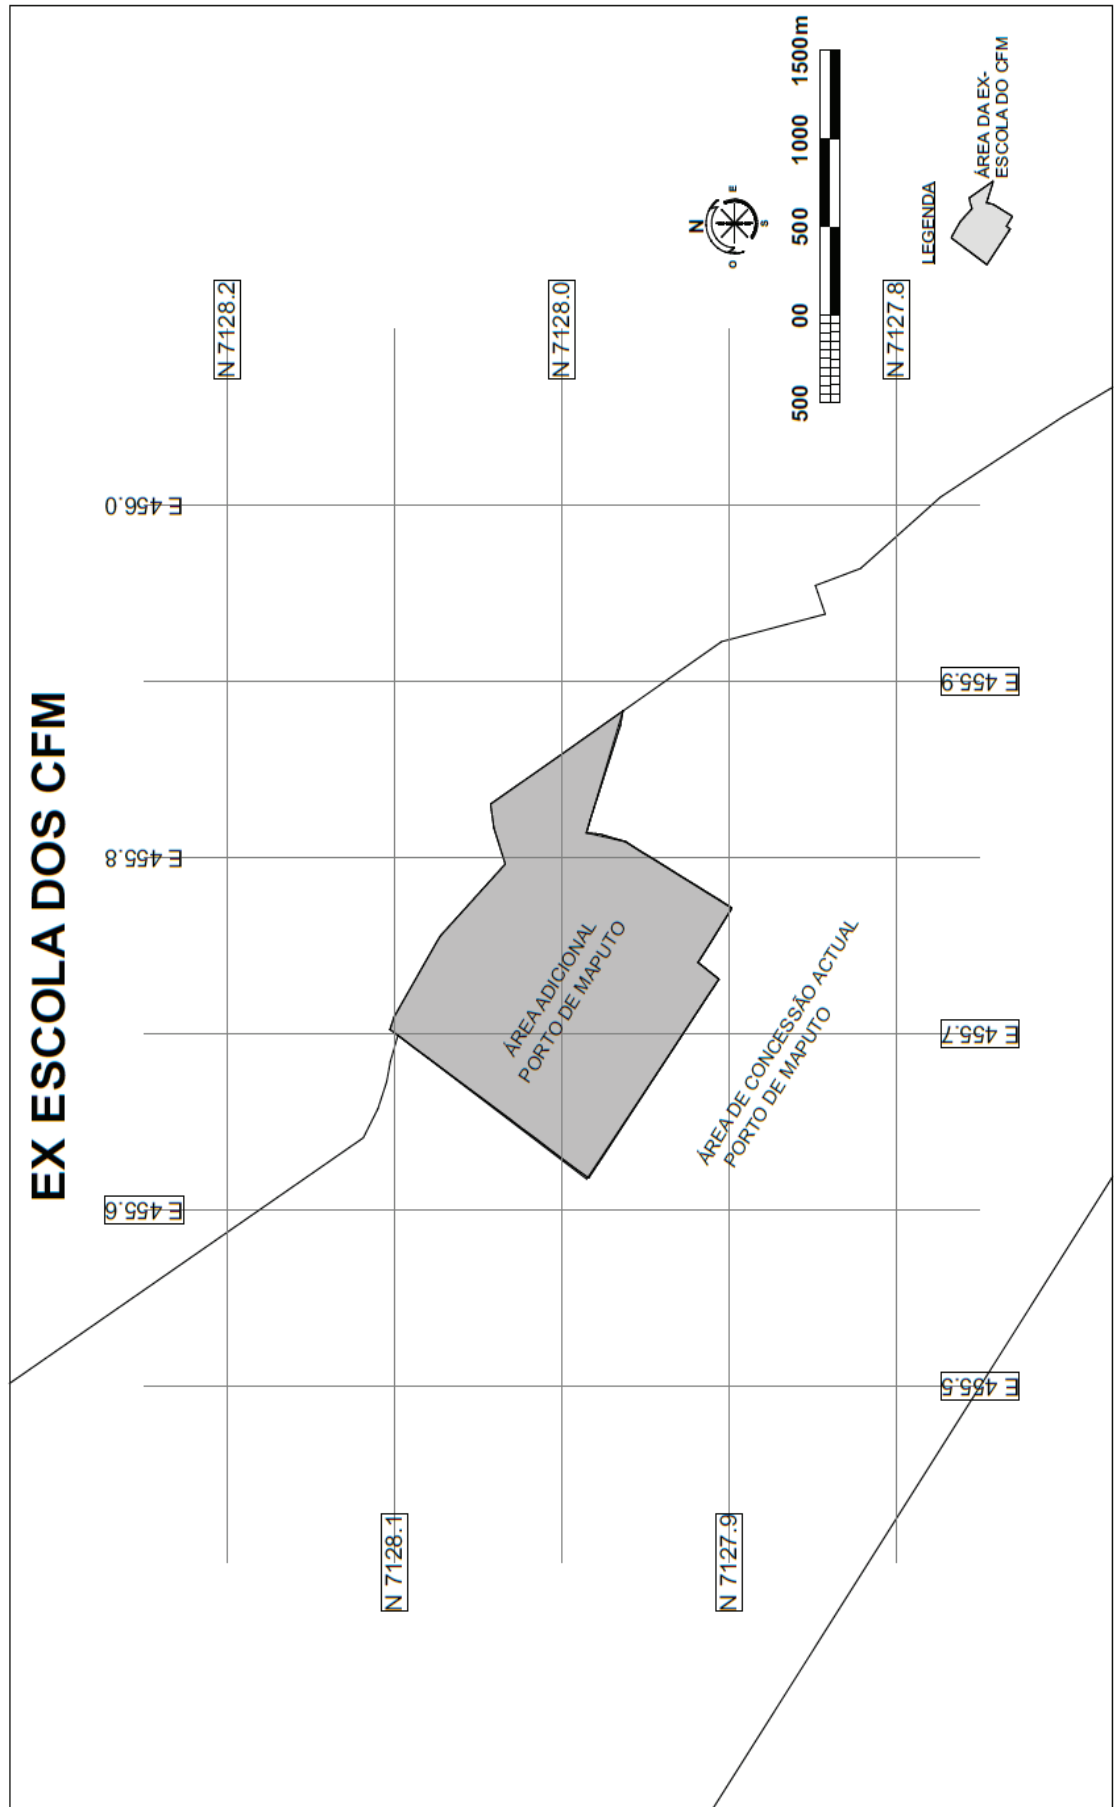 EX ESCOLA DOS CFM
N 7128.2
N 7128.0
N 7127.8
N 7128.1
N 7127.9
E 456.0
E 455.8
E 455.6
E 455.9
E 455.7
E 455.5
ÁREA ADICIONAL
PORTO DE MAPUTO
ÁREA DE CONCESSÃO ACTUAL
PORTO DE MAPUTO
N
E
S
O
500 00 500 1000 1500m
LEGENDA
ÁREA DA EX-
ESCOLA DO CFM